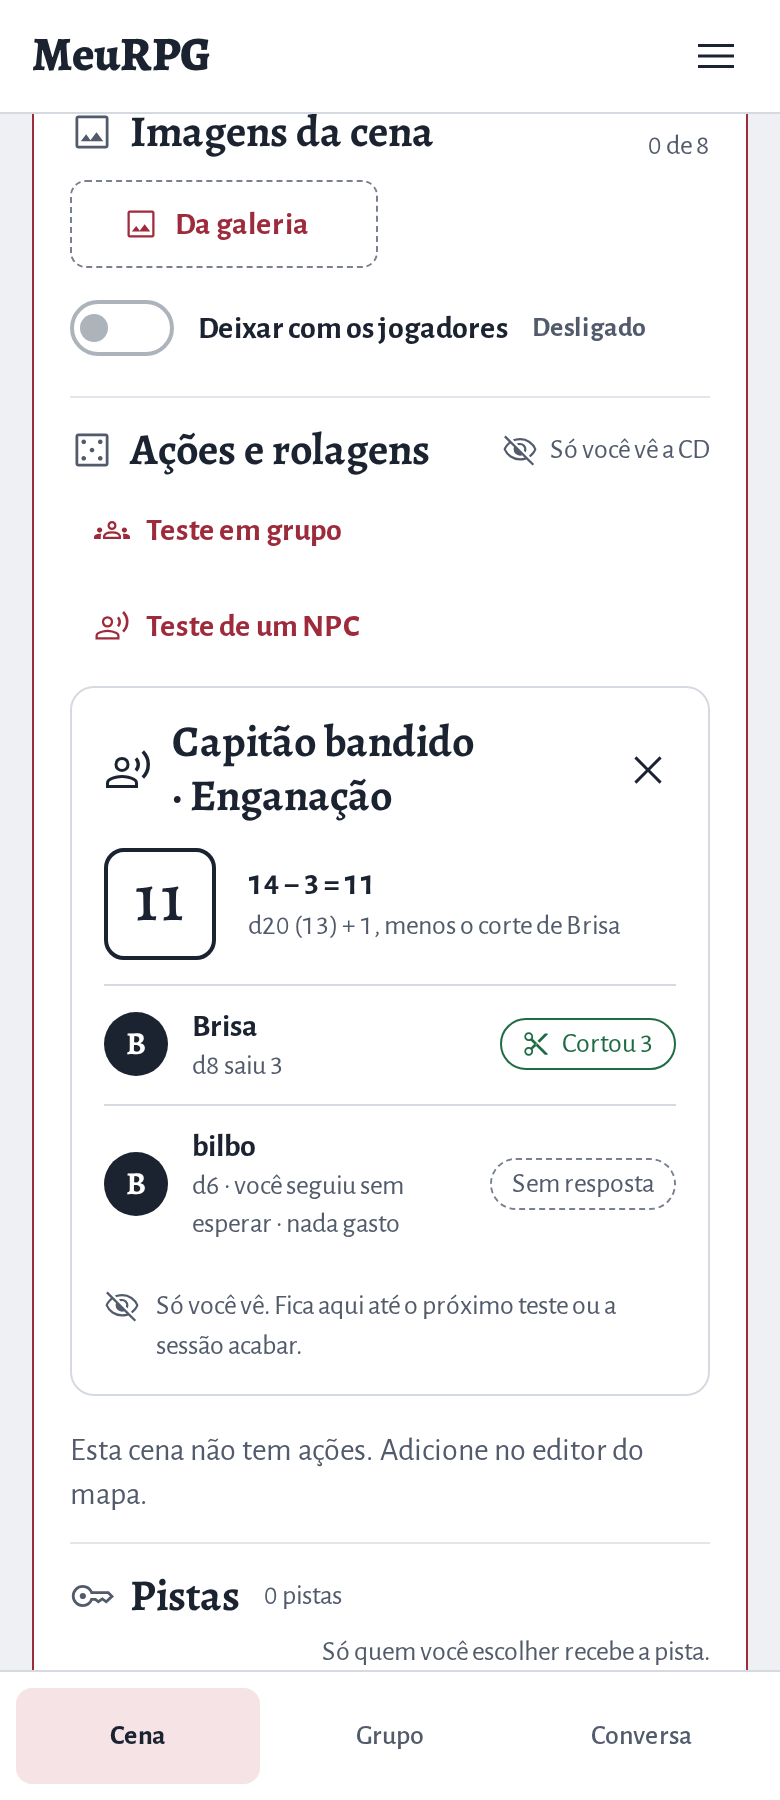 MeuRPG
Imagens da cena
0 de 8
Da galeria
Deixar com os jogadores Desligado
Ações e rolagens
Só você vê a CD
Teste em grupo
Teste de um NPC
Capitão bandido
· Enganação
11
14 – 3 = 11
d20 (13) + 1, menos o corte de Brisa
B
Brisa
d8 saiu 3
Cortou 3
B
bilbo
d6 · você seguiu sem
esperar · nada gasto
Sem resposta
Só você vê. Fica aqui até o próximo teste ou a
sessão acabar.
Esta cena não tem ações. Adicione no editor do
mapa.
Pistas 0 pistas
Só quem você escolher recebe a pista.
Cena
Grupo
Conversa